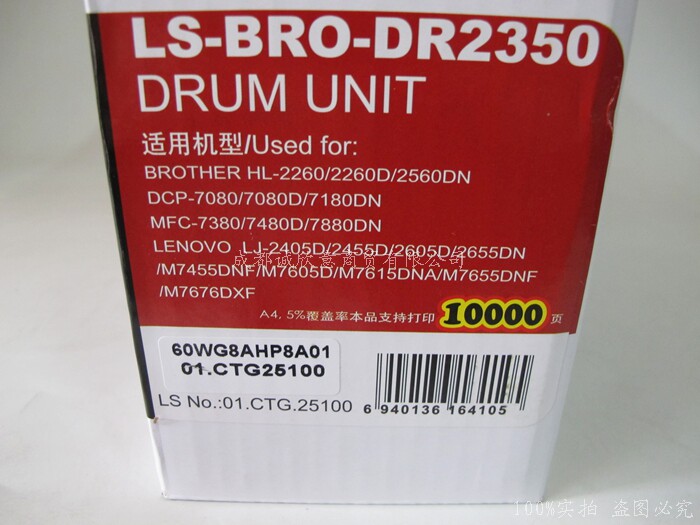 LS-BRO-DR2350
DRUM UNIT
适用机型/Used for:
BROTHER HL-2260/2260D/2560DN
DCP-7080/7080D/7180DN
MFC-7380/7480D/7880DN
LENOVO LJ-2405D/2455D/2605D/2655DN
成都诚欣意商贸有限公司
/M7455DNF/M7605D/M7615DNA/M7655DNF
/M7676DXF
A4, 5%覆盖率本品支持打印 10000 页
60WG8AHP8A01
01.CTG25100
LS No.:01.CTG.25100
6 940136 164105
100%实拍 盗图必究